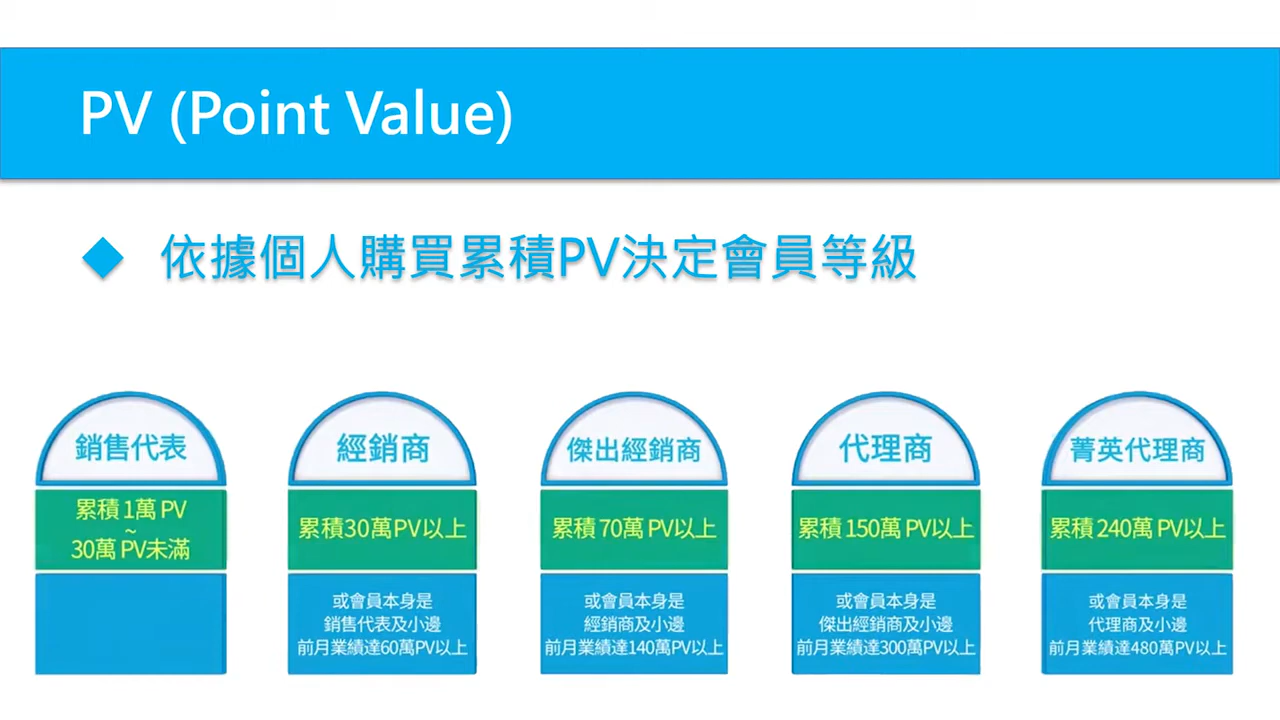 PV (Point Value)
依據個人購買累積PV決定會員等級
銷售代表
累積 1萬 PV
~
30萬 PV未滿
經銷商
累積30萬PV以上
或會員本身是
銷售代表及小邊
前月業績達60萬PV以上
傑出經銷商
累積 70萬 PV以上
或會員本身是
經銷商及小邊
前月業績達140萬PV以上
代理商
累積 150萬 PV以上
或會員本身是
傑出經銷商及小邊
前月業績達300萬PV以上
菁英代理商
累積 240萬 PV以上
或會員本身是
代理商及小邊
前月業績達480萬PV以上